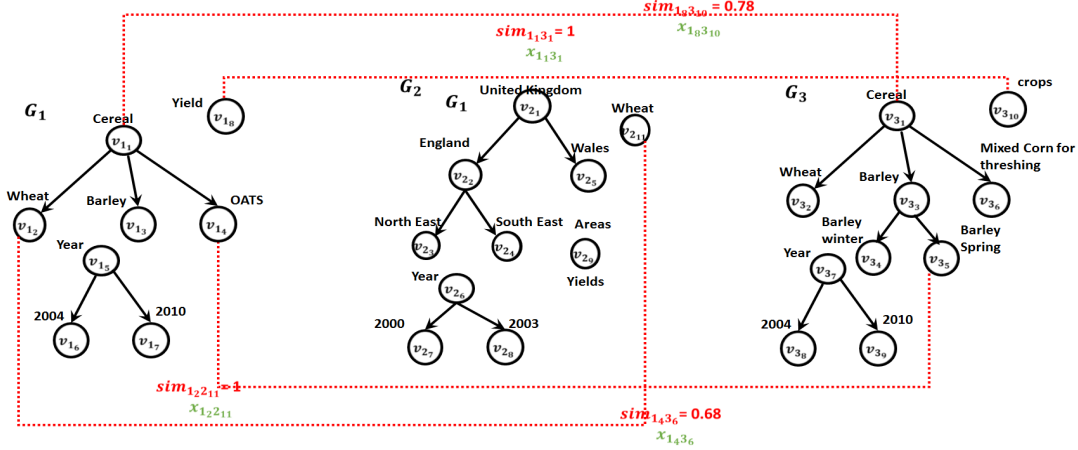 sim₁₈₃₁₀ = 0.78
x₁₈₃₁₀
sim₁₁₃₁ = 1
x₁₁₃₁
G₁
Yield
v₁₈
Cereal
v₁₁
Wheat
v₁₂
Barley
v₁₃
OATS
v₁₄
Year
v₁₅
2004
v₁₆
2010
v₁₇
G₂
G₁
United Kingdom
v₂₁
Wheat
v₂₁₁
England
v₂₂
Wales
v₂₅
North East
v₂₃
South East
v₂₄
Areas
v₂₉
Yields
Year
v₂₆
2000
v₂₇
2003
v₂₈
G₃
Cereal
v₃₁
crops
v₃₁₀
Wheat
v₃₂
Barley
v₃₃
Mixed Corn for
threshing
v₃₆
Barley
winter
v₃₄
Barley
Spring
v₃₅
Year
v₃₇
2004
v₃₈
2010
v₃₉
sim₁₂₂₁₁ = 1
x₁₂₂₁₁
sim₁₄₃₆ = 0.68
x₁₄₃₆